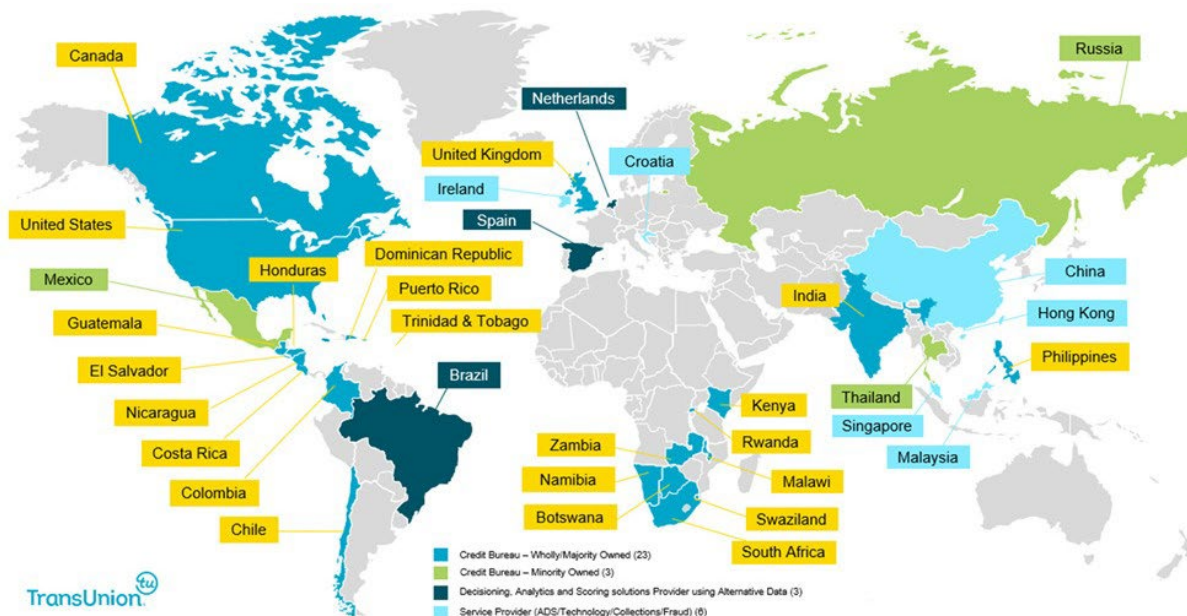 Canada
Russia
Netherlands
United Kingdom
Croatia
Ireland
United States
Spain
Honduras
Dominican Republic
Mexico
Puerto Rico
China
India
Guatemala
Trinidad & Tobago
Hong Kong
El Salvador
Philippines
Brazil
Thailand
Nicaragua
Kenya
Singapore
Costa Rica
Zambia
Rwanda
Malaysia
Namibia
Malawi
Colombia
Botswana
Swaziland
Chile
South Africa
Credit Bureau – Wholly/Majority Owned (23)
Credit Bureau – Minority Owned (3)
Decisioning, Analytics and Scoring solutions Provider using Alternative Data (3)
Service Provider (ADS/Technology/Collections/Fraud) (6)
TransUnion
tu